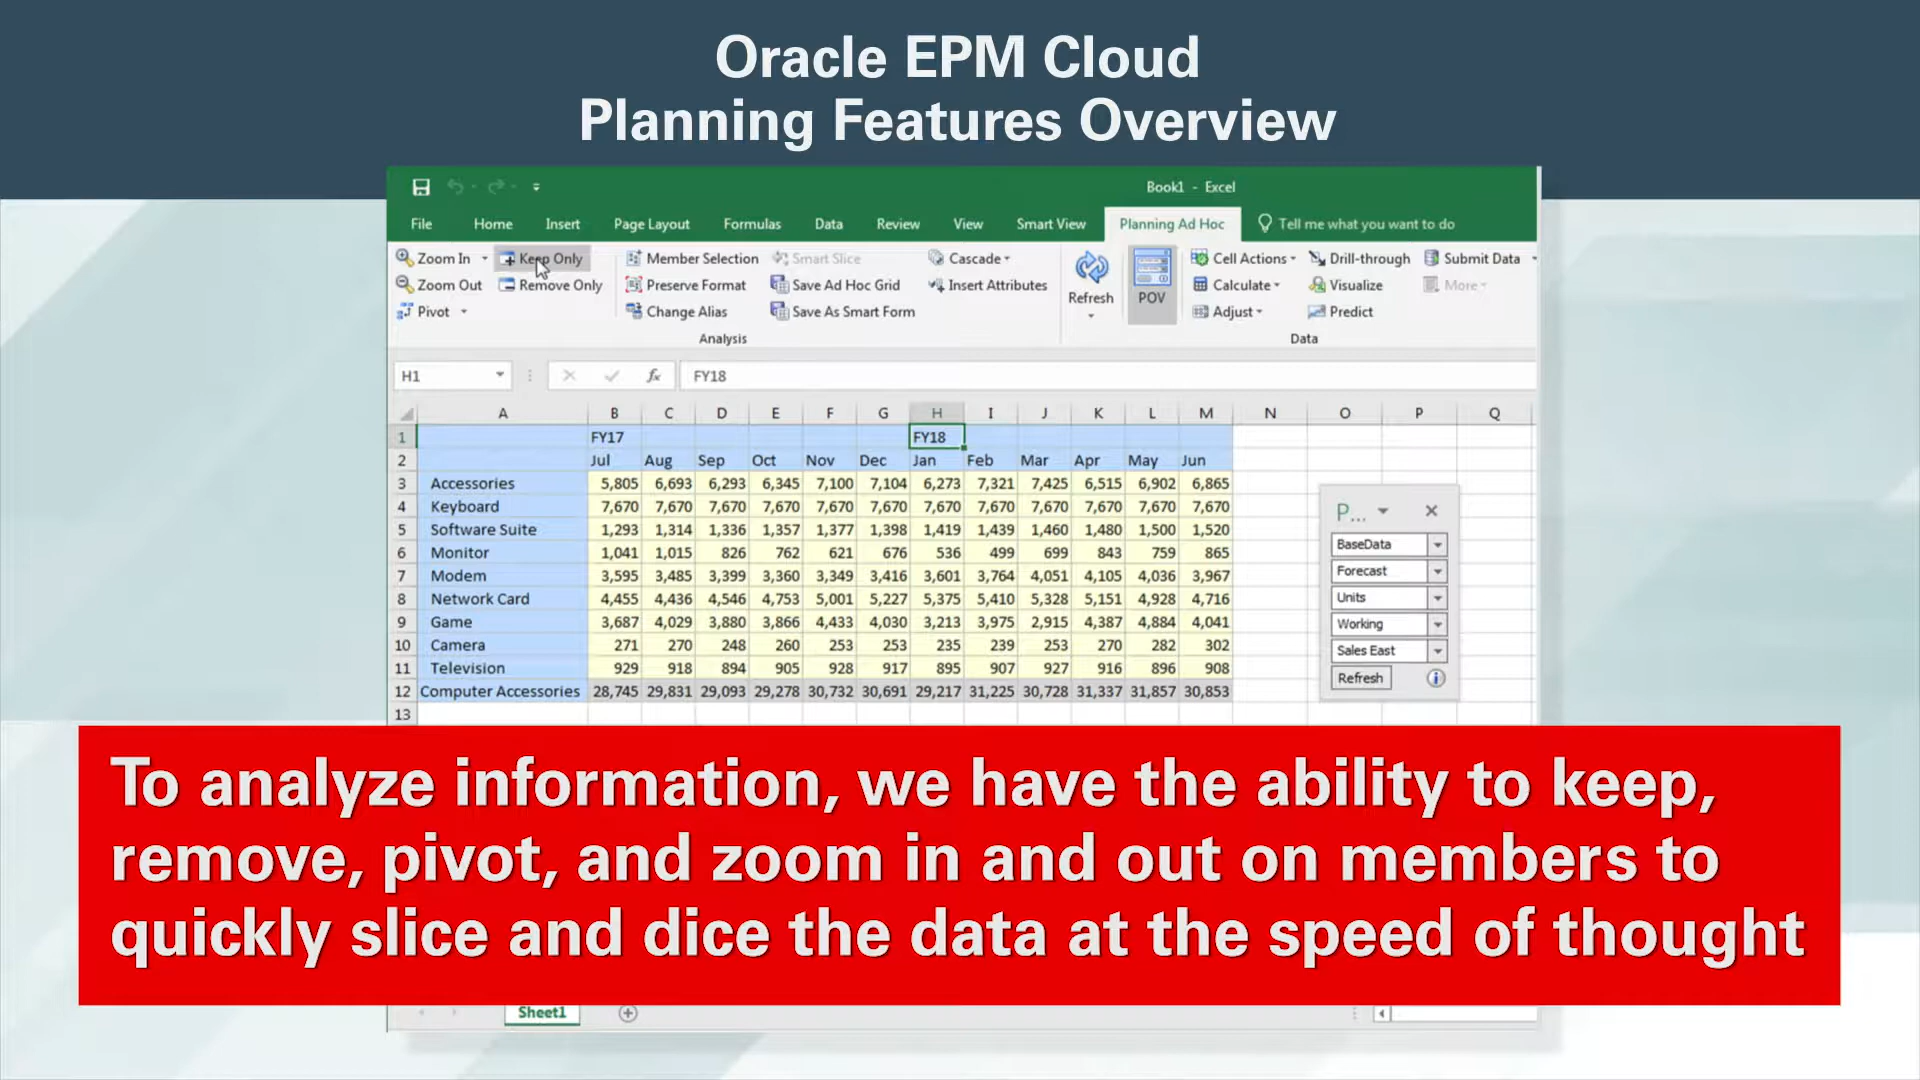 Oracle EPM Cloud
Planning Features Overview
Book1 - Excel
File Home Insert Page Layout Formulas Data Review View Smart View Planning Ad Hoc Tell me what you want to do
Zoom In Keep Only Member Selection Smart Slice Cascade Cell Actions Drill-through Submit Data
Zoom Out Remove Only Preserve Format Save Ad Hoc Grid Insert Attributes Refresh POV Calculate Visualize More
Pivot Change Alias Save As Smart Form Adjust Predict
Analysis Data
H1 fx FY18
A B C D E F G H I J K L M N O P Q
1 FY17 FY18
2 Jul Aug Sep Oct Nov Dec Jan Feb Mar Apr May Jun
3 Accessories 5,805 6,693 6,293 6,345 7,100 7,104 6,273 7,321 7,425 6,515 6,902 6,865
4 Keyboard 7,670 7,670 7,670 7,670 7,670 7,670 7,670 7,670 7,670 7,670 7,670 7,670
5 Software Suite 1,293 1,314 1,336 1,357 1,377 1,398 1,419 1,439 1,460 1,480 1,500 1,520
6 Monitor 1,041 1,015 826 762 621 676 536 499 699 843 759 865
7 Modem 3,595 3,485 3,399 3,360 3,349 3,416 3,601 3,764 4,051 4,105 4,036 3,967
8 Network Card 4,455 4,436 4,546 4,753 5,001 5,227 5,375 5,410 5,328 5,151 4,928 4,716
9 Game 3,687 4,029 3,880 3,866 4,433 4,030 3,213 3,975 2,915 4,387 4,884 4,041
10 Camera 271 270 248 260 253 253 235 239 253 270 282 302
11 Television 929 918 894 905 928 917 895 907 927 916 896 908
12 Computer Accessories 28,745 29,831 29,093 29,278 30,732 30,691 29,217 31,225 30,728 31,337 31,857 30,853
13
P...
BaseData
Forecast
Units
Working
Sales East
Refresh
To analyze information, we have the ability to keep,
remove, pivot, and zoom in and out on members to
quickly slice and dice the data at the speed of thought
Sheet1